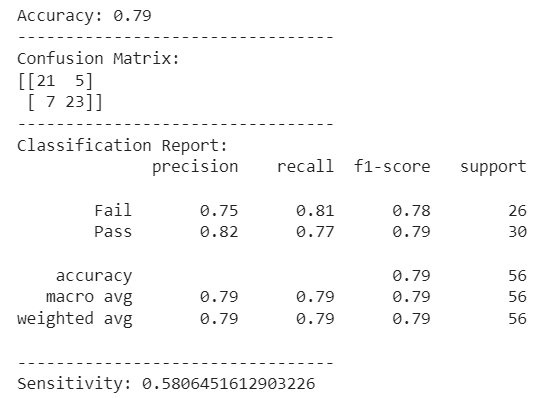 Accuracy: 0.79
---------------------------------
Confusion Matrix:
[[21  5]
 [ 7 23]]
---------------------------------
Classification Report:
              precision    recall  f1-score   support

        Fail       0.75      0.81      0.78        26
        Pass       0.82      0.77      0.79        30

    accuracy                           0.79        56
   macro avg       0.79      0.79      0.79        56
weighted avg       0.79      0.79      0.79        56

---------------------------------
Sensitivity: 0.5806451612903226